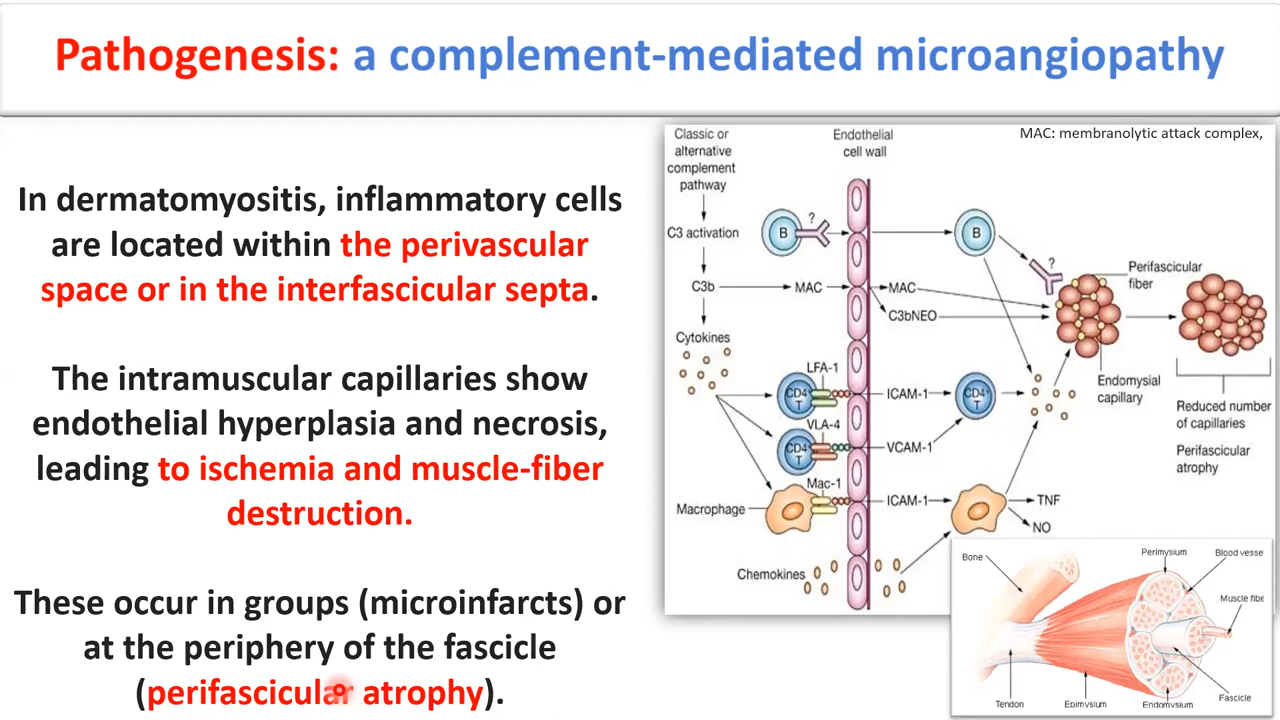 Pathogenesis: a complement-mediated microangiopathy
In dermatomyositis, inflammatory cells
are located within the perivascular
space or in the interfascicular septa.
The intramuscular capillaries show
endothelial hyperplasia and necrosis,
leading to ischemia and muscle-fiber
destruction.
These occur in groups (microinfarcts) or
at the periphery of the fascicle
(perifascicular atrophy).
MAC: membranolytic attack complex,
Classic or
alternative
complement
pathway
Endothelial
cell wall
C3 activation
B
?
B
?
Perifascicular
fiber
C3b
MAC
MAC
C3bNEO
Cytokines
LFA-1
CD4+
T
ICAM-1
CD4+
T
Endomysial
capillary
Reduced number
of capillaries
VLA-4
CD4+
T
VCAM-1
Perifascicular
atrophy
Mac-1
Macrophage
ICAM-1
TNF
NO
Chemokines
Bone
Perimysium
Blood vesse
Muscle fibe
Tendon
Epimysium
Endomysium
Fascicle